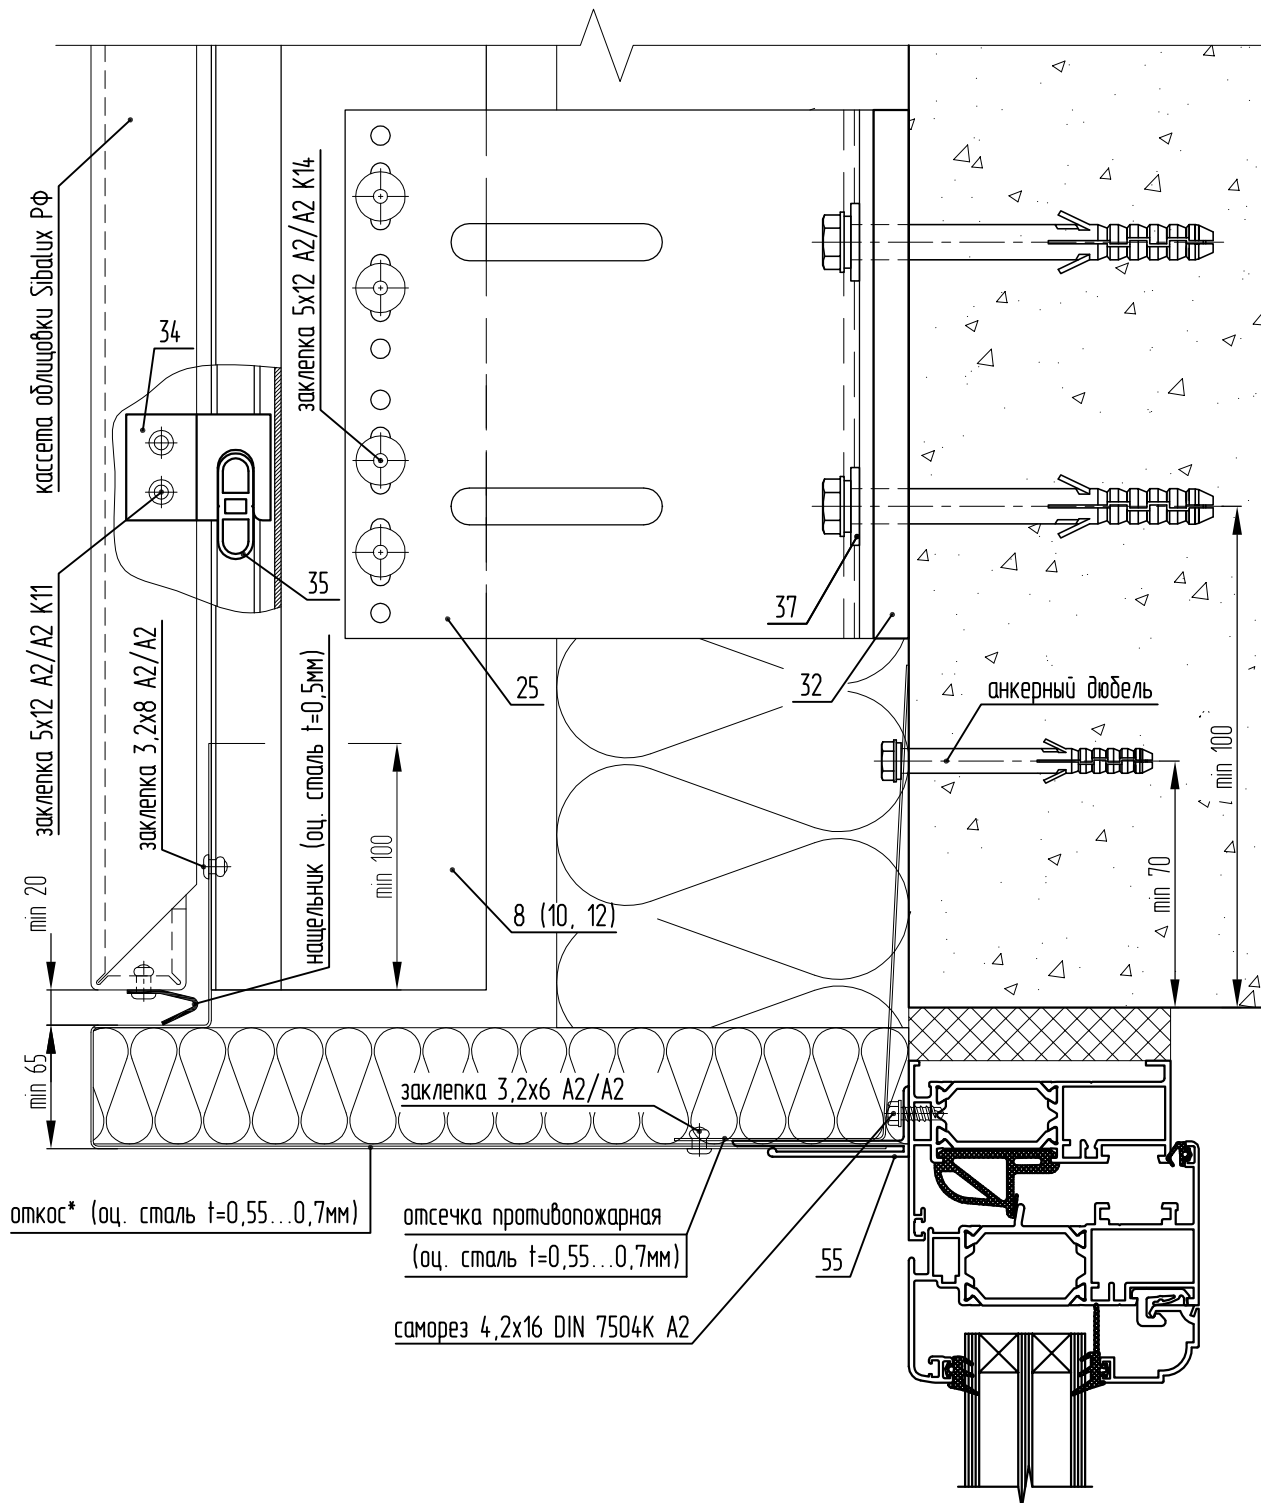 кассета облицовки Sibalux РФ
34
заклепка 5х12 А2/А2 К14
заклепка 5х12 А2/А2 К11
заклепка 3,2х8 А2/А2
35
нащельник (оц. сталь t=0,5мм)
25
37
32
анкерный дюбель
min 100
min 70
min 100
min 20
8 (10, 12)
min 65
заклепка 3,2х6 А2/А2
откос* (оц. сталь t=0,55...0,7мм)
отсечка противопожарная
(оц. сталь t=0,55...0,7мм)
55
саморез 4,2х16 DIN 7504K A2